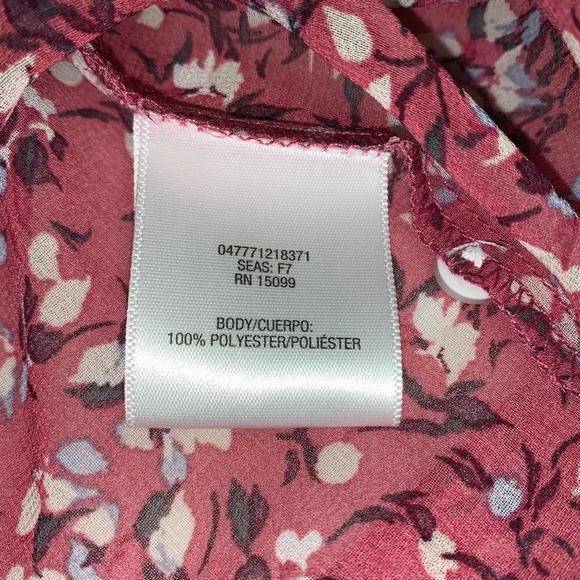 047771218371
SEAS: F7
RN 15099
BODY/CUERPO:
100% POLYESTER/POLIÉSTER